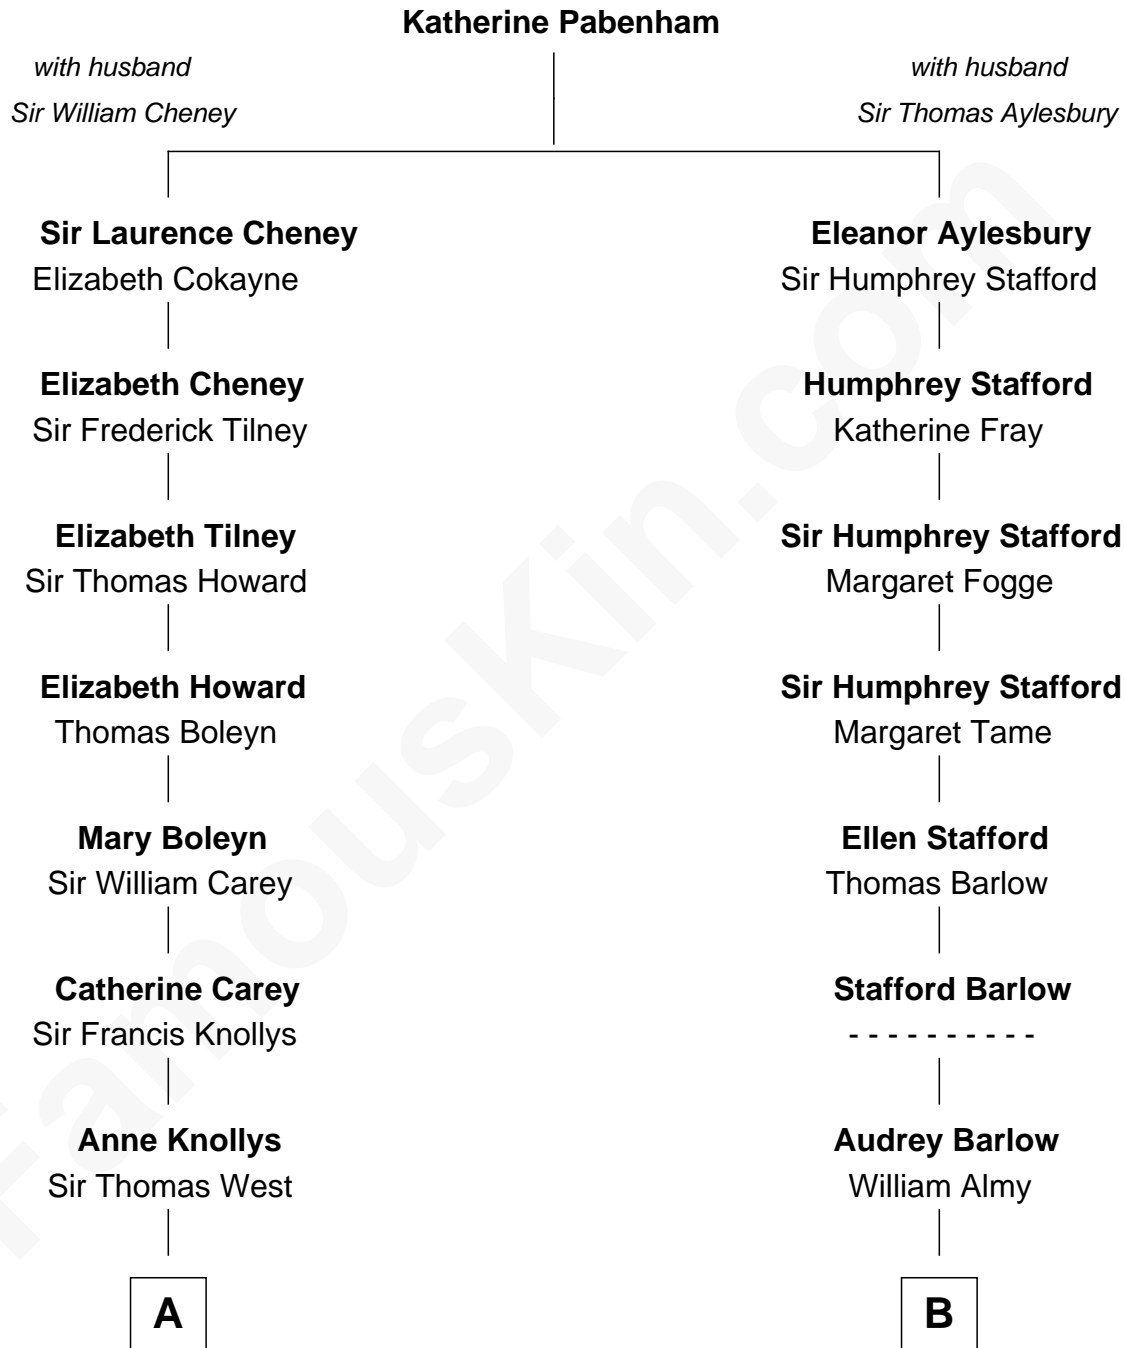 Katherine Pabenham
with husband
Sir William Cheney
with husband
Sir Thomas Aylesbury
Sir Laurence Cheney
Elizabeth Cokayne
Eleanor Aylesbury
Sir Humphrey Stafford
Elizabeth Cheney
Sir Frederick Tilney
Humphrey Stafford
Katherine Fray
Elizabeth Tilney
Sir Thomas Howard
Sir Humphrey Stafford
Margaret Fogge
Elizabeth Howard
Thomas Boleyn
Sir Humphrey Stafford
Margaret Tame
Mary Boleyn
Sir William Carey
Ellen Stafford
Thomas Barlow
Catherine Carey
Sir Francis Knollys
Stafford Barlow
- - - - - - - - - -
Anne Knollys
Sir Thomas West
Audrey Barlow
William Almy
A
B
FamousKin.com